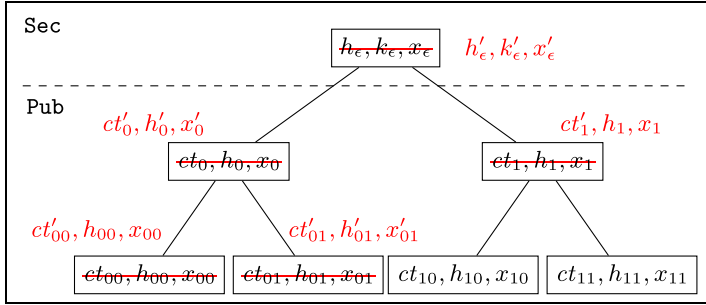 Sec
h_ϵ, k_ϵ, x_ϵ h′_ϵ, k′_ϵ, x′_ϵ
Pub
ct′_0, h′_0, x′_0 ct′_1, h_1, x_1
ct_0, h_0, x_0 ct_1, h_1, x_1
ct′_00, h_00, x_00 ct′_01, h′_01, x′_01
ct_00, h_00, x_00 ct_01, h_01, x_01 ct_10, h_10, x_10 ct_11, h_11, x_11